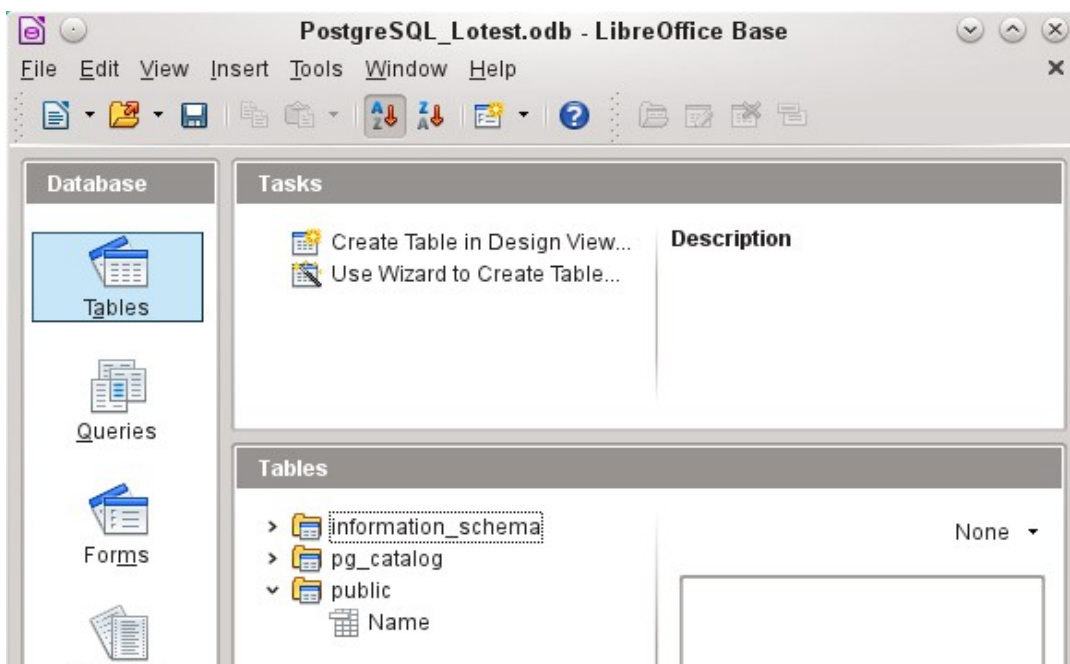 PostgreSQL_Lotest.odb - LibreOffice Base
File Edit View Insert Tools Window Help
Database
Tables
Queries
Forms
Tasks
Create Table in Design View...
Use Wizard to Create Table...
Description
Tables
information_schema
pg_catalog
public
Name
None